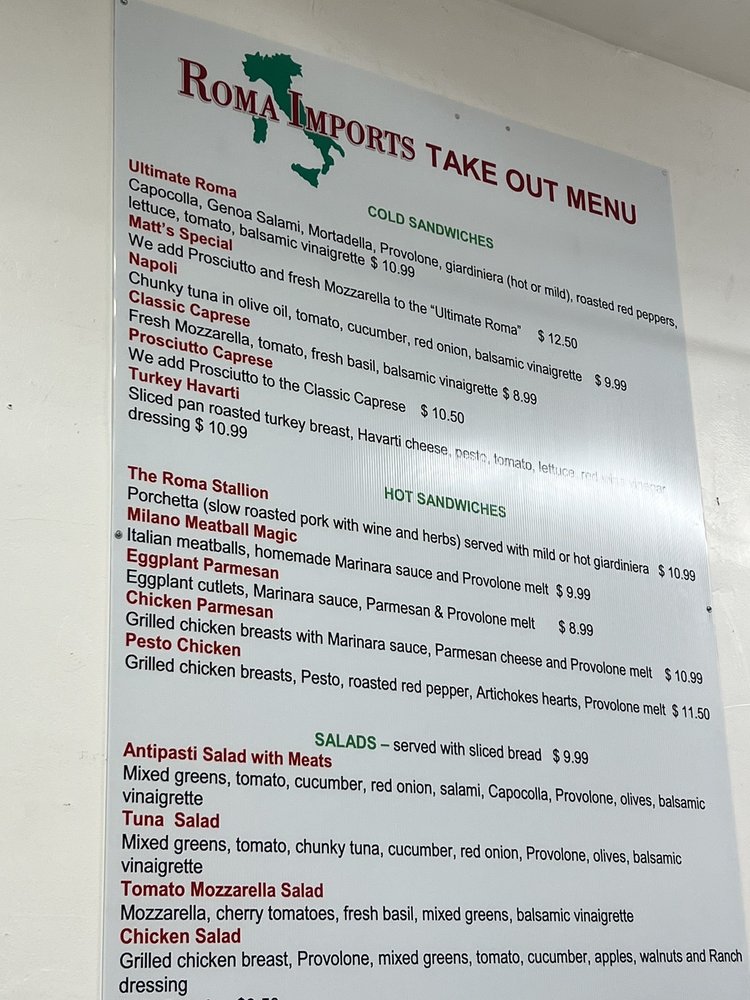 ROMA IMPORTS TAKE OUT MENU
COLD SANDWICHES
Ultimate Roma
Capocolla, Genoa Salami, Mortadella, Provolone, giardiniera (hot or mild), roasted red peppers,
lettuce, tomato, balsamic vinaigrette $ 10.99
Matt's Special
We add Prosciutto and fresh Mozzarella to the "Ultimate Roma" $ 12.50
Napoli
Chunky tuna in olive oil, tomato, cucumber, red onion, balsamic vinaigrette $ 9.99
Classic Caprese
Fresh Mozzarella, tomato, fresh basil, balsamic vinaigrette $ 8.99
Prosciutto Caprese
We add Prosciutto to the Classic Caprese $ 10.50
Turkey Havarti
Sliced pan roasted turkey breast, Havarti cheese, pesto, tomato, lettuce, red wine vinegar
dressing $ 10.99
HOT SANDWICHES
The Roma Stallion
Porchetta (slow roasted pork with wine and herbs) served with mild or hot giardiniera $ 10.99
Milano Meatball Magic
Italian meatballs, homemade Marinara sauce and Provolone melt $ 9.99
Eggplant Parmesan
Eggplant cutlets, Marinara sauce, Parmesan & Provolone melt $ 8.99
Chicken Parmesan
Grilled chicken breasts with Marinara sauce, Parmesan cheese and Provolone melt $ 10.99
Pesto Chicken
Grilled chicken breasts, Pesto, roasted red pepper, Artichokes hearts, Provolone melt $ 11.50
SALADS – served with sliced bread $ 9.99
Antipasti Salad with Meats
Mixed greens, tomato, cucumber, red onion, salami, Capocolla, Provolone, olives, balsamic
vinaigrette
Tuna Salad
Mixed greens, tomato, chunky tuna, cucumber, red onion, Provolone, olives, balsamic
vinaigrette
Tomato Mozzarella Salad
Mozzarella, cherry tomatoes, fresh basil, mixed greens, balsamic vinaigrette
Chicken Salad
Grilled chicken breast, Provolone, mixed greens, tomato, cucumber, apples, walnuts and Ranch
dressing